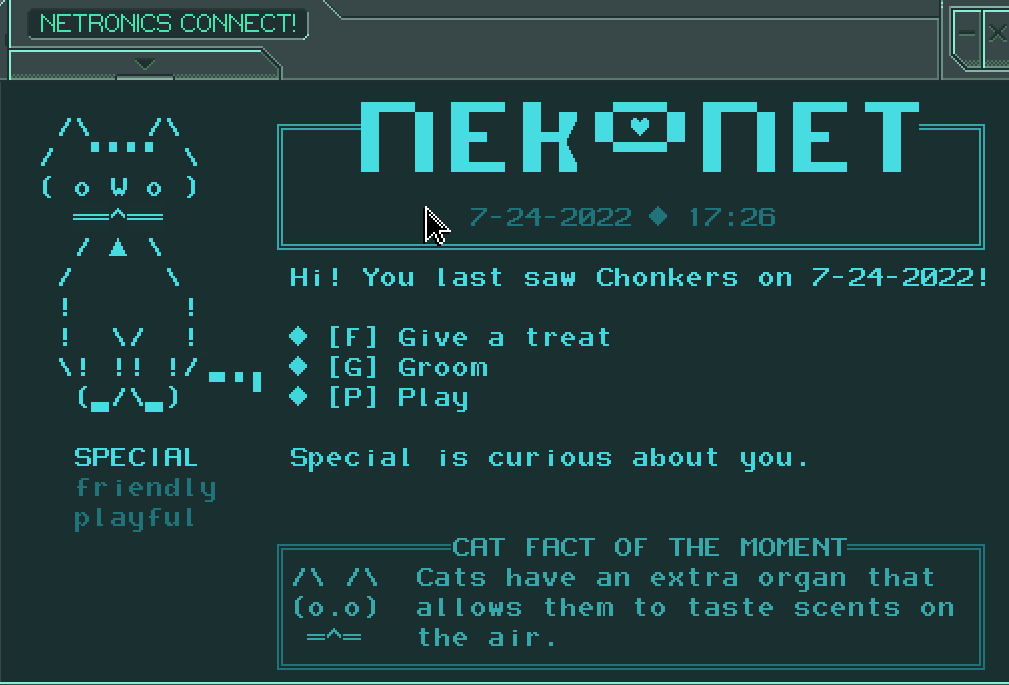 NETRONICS CONNECT!
NEKONET
7-24-2022 ◆ 17:26
Hi! You last saw Chonkers on 7-24-2022!
◆ [F] Give a treat
◆ [G] Groom
◆ [P] Play
( o W o )
SPECIAL
friendly
playful
Special is curious about you.
CAT FACT OF THE MOMENT
(o.o)
Cats have an extra organ that
allows them to taste scents on
the air.